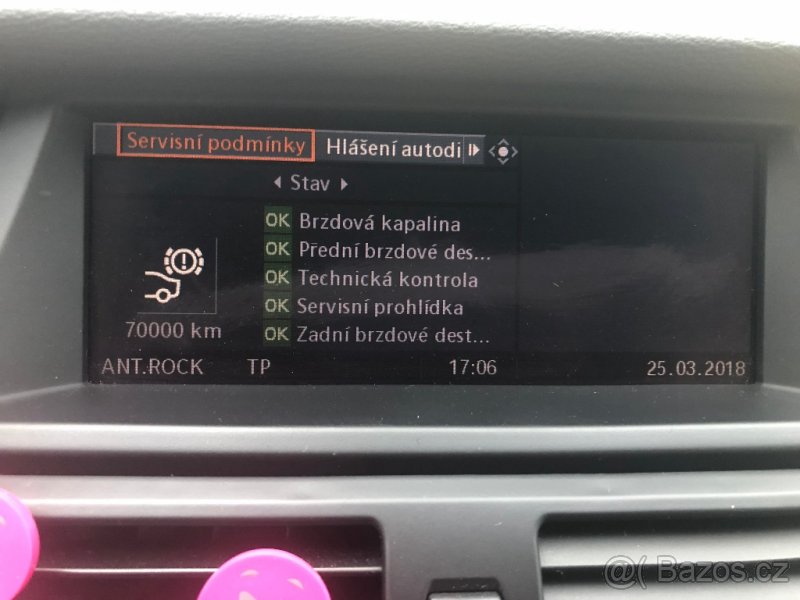 Servisní podmínky Hlášení autodi
Stav
OK Brzdová kapalina
OK Přední brzdové des...
OK Technická kontrola
OK Servisní prohlídka
OK Zadní brzdové dest...
70000 km
ANT.ROCK TP 17:06 25.03.2018
@ Bazos.cz